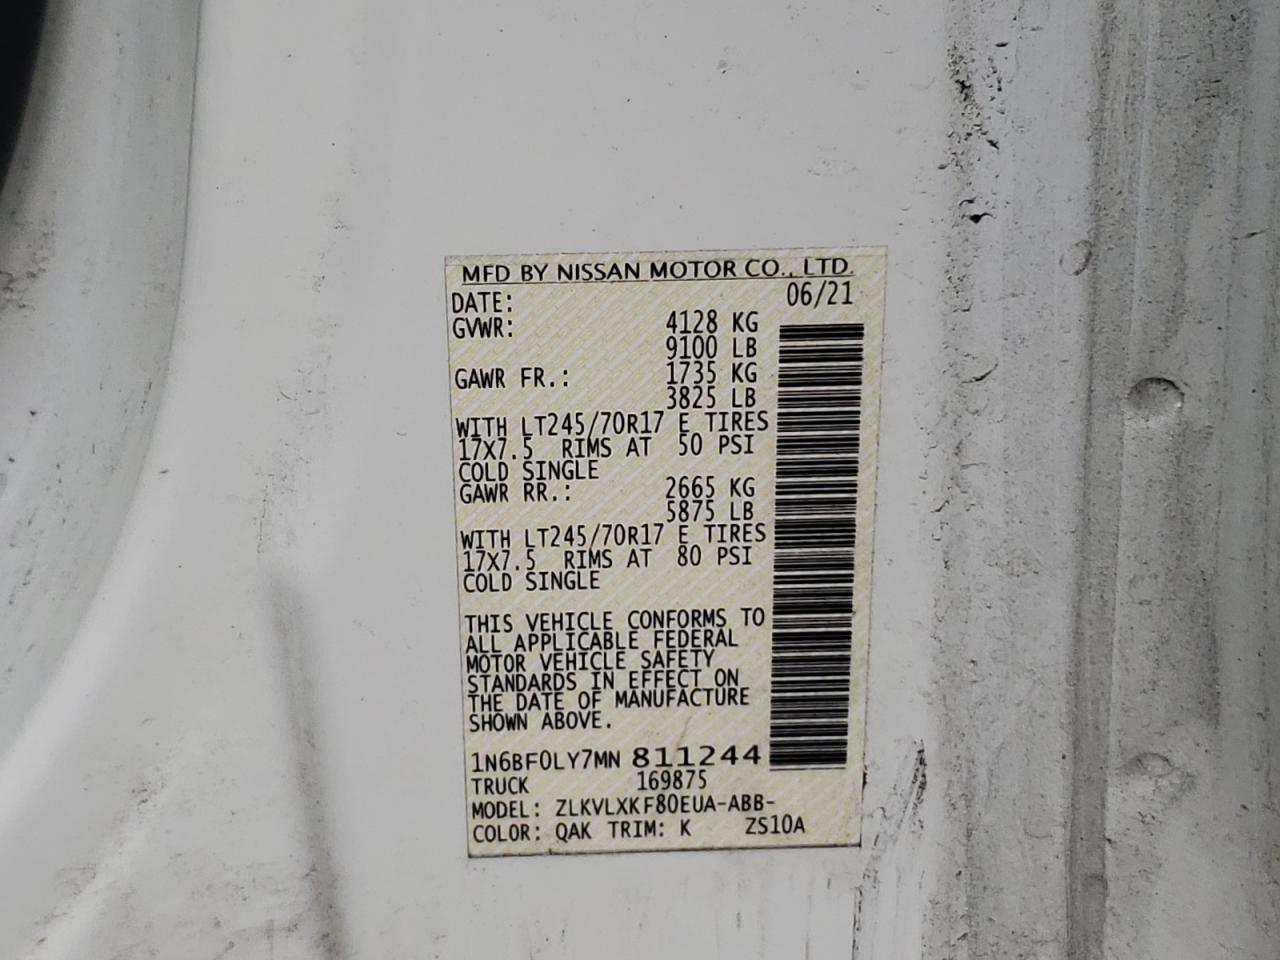 MFD BY NISSAN MOTOR CO., LTD.
DATE: 06/21
GVWR: 4128 KG
9100 LB
GAWR FR.: 1735 KG
3825 LB
WITH LT245/70R17 E TIRES
17X7.5 RIMS AT 50 PSI
COLD SINGLE
GAWR RR.: 2665 KG
5875 LB
WITH LT245/70R17 E TIRES
17X7.5 RIMS AT 80 PSI
COLD SINGLE
THIS VEHICLE CONFORMS TO
ALL APPLICABLE FEDERAL
MOTOR VEHICLE SAFETY
STANDARDS IN EFFECT ON
THE DATE OF MANUFACTURE
SHOWN ABOVE.
1N6BF0LY7MN 811244
TRUCK 169875
MODEL: ZLKVLXKF80EUA-ABB-
COLOR: QAK TRIM: K ZS10A